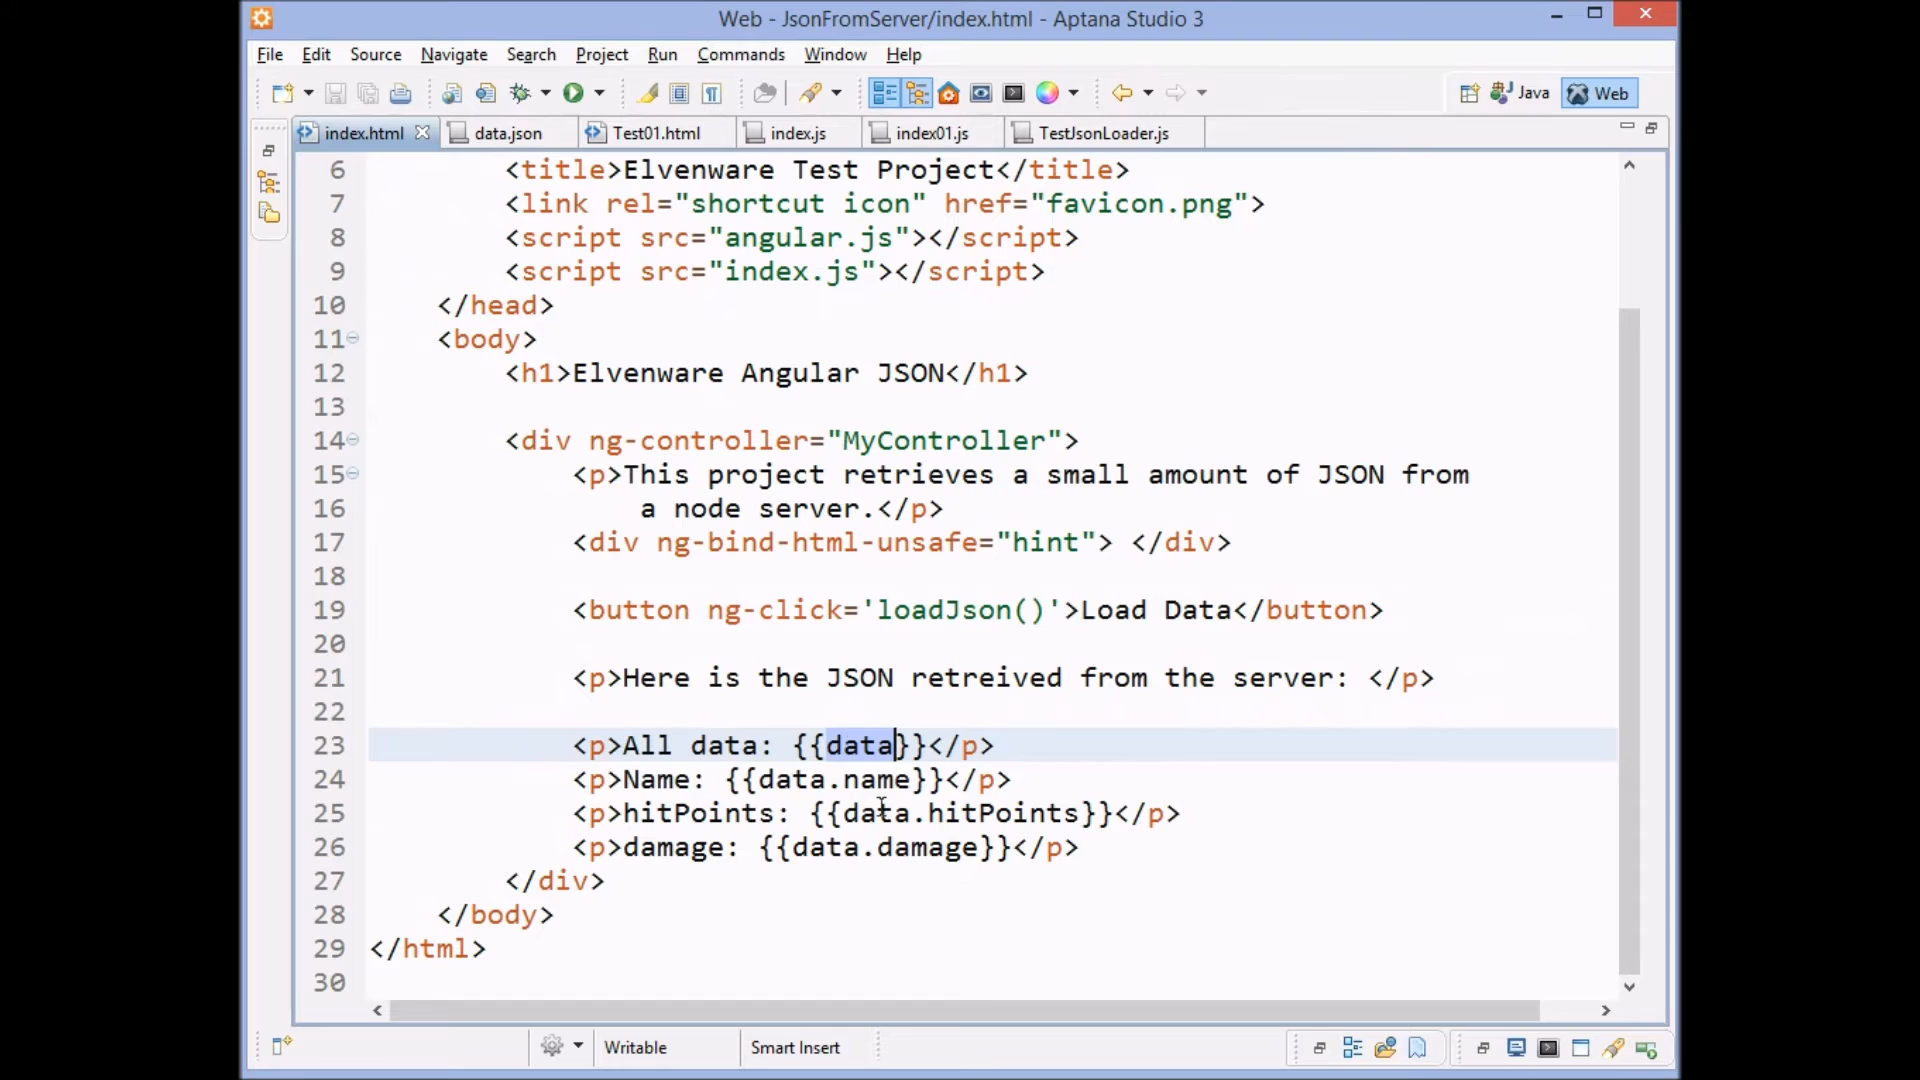 Web - JsonFromServer/index.html - Aptana Studio 3
File Edit Source Navigate Search Project Run Commands Window Help
Java Web
index.html data.json Test01.html index.js index01.js TestJsonLoader.js
6 <title>Elvenware Test Project</title>
7 <link rel="shortcut icon" href="favicon.png">
8 <script src="angular.js"></script>
9 <script src="index.js"></script>
10 </head>
11 <body>
12 <h1>Elvenware Angular JSON</h1>
13
14 <div ng-controller="MyController">
15 <p>This project retrieves a small amount of JSON from
16 a node server.</p>
17 <div ng-bind-html-unsafe="hint"> </div>
18
19 <button ng-click='loadJson()'>Load Data</button>
20
21 <p>Here is the JSON retreived from the server: </p>
22
23 <p>All data: {{data}}</p>
24 <p>Name: {{data.name}}</p>
25 <p>hitPoints: {{data.hitPoints}}</p>
26 <p>damage: {{data.damage}}</p>
27 </div>
28 </body>
29 </html>
30
Writable Smart Insert